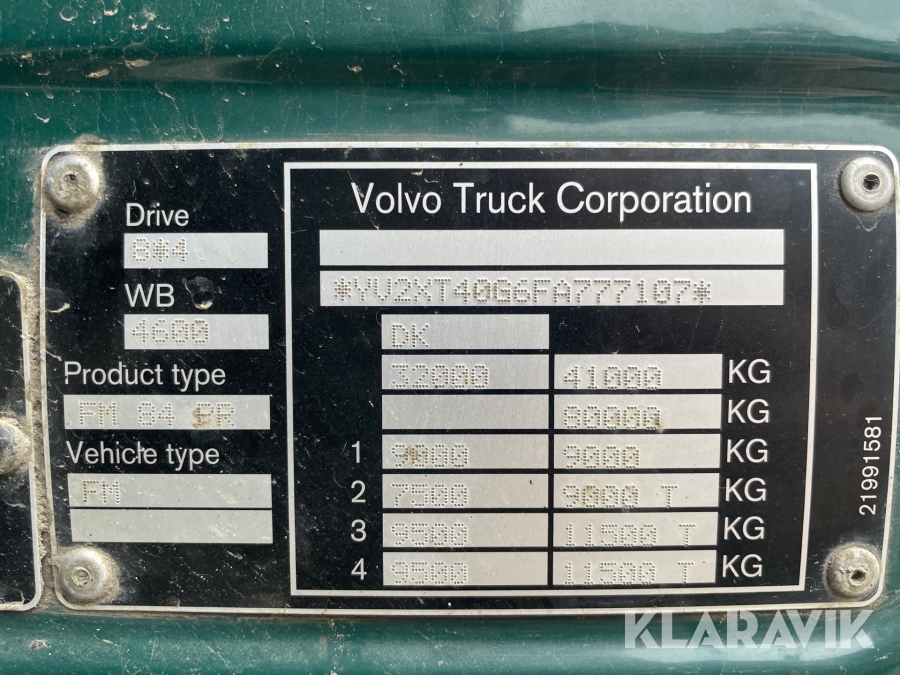 Volvo Truck Corporation
Drive
8*4
*YV2XT40G6FA777107*
WB
4600
DK
Product type
32000 41000 KG
FM 84 PR
80000 KG
Vehicle type
1 9000 9000 KG
FM
2 7500 9000 T KG
3 9500 11500 T KG
4 9500 11500 T KG
21991581
KLARAVIK